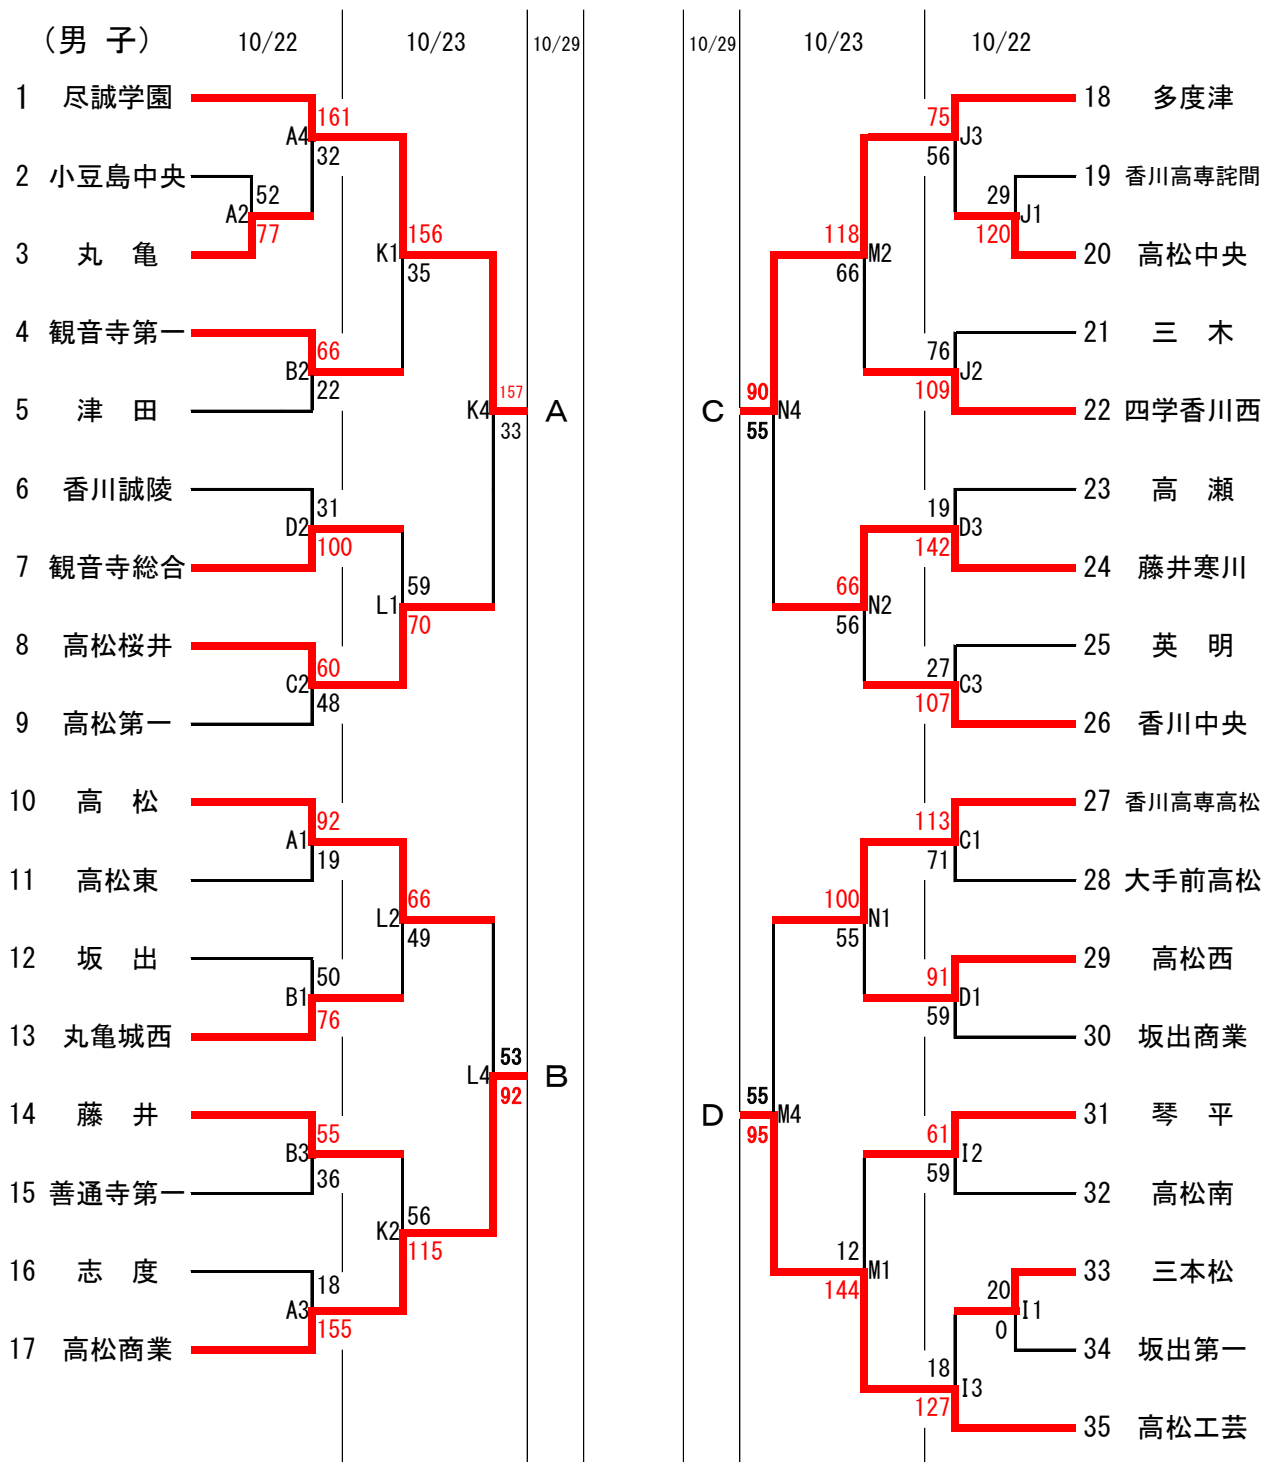 (男 子) 10/22 10/23 10/29 10/29 10/23 10/22
1 尽誠学園
161
A4
32
2 小豆島中央
52
A2
77
3 丸 亀
156
K1
35
4 観音寺第一
66
B2
22
5 津 田
157
K4
33
A
6 香川誠陵
31
D2
100
7 観音寺総合
59
L1
70
8 高松桜井
60
C2
48
9 高松第一
10 高 松
92
A1
19
11 高松東
66
L2
49
12 坂 出
50
B1
76
13 丸亀城西
53
L4
92
B
14 藤 井
55
B3
36
15 善通寺第一
56
K2
115
16 志 度
18
A3
155
17 高松商業
18 多度津
75
J3
56
19 香川高専詫間
29
J1
120
20 高松中央
118
M2
66
21 三 木
76
J2
109
22 四学香川西
90
N4
55
C
23 高 瀬
19
D3
142
24 藤井寒川
66
N2
56
25 英 明
27
C3
107
26 香川中央
27 香川高専高松
113
C1
71
28 大手前高松
100
N1
55
29 高松西
91
D1
59
30 坂出商業
55
M4
95
D
31 琴 平
61
I2
59
32 高松南
12
M1
144
33 三本松
20
I1
0
34 坂出第一
18
I3
127
35 高松工芸